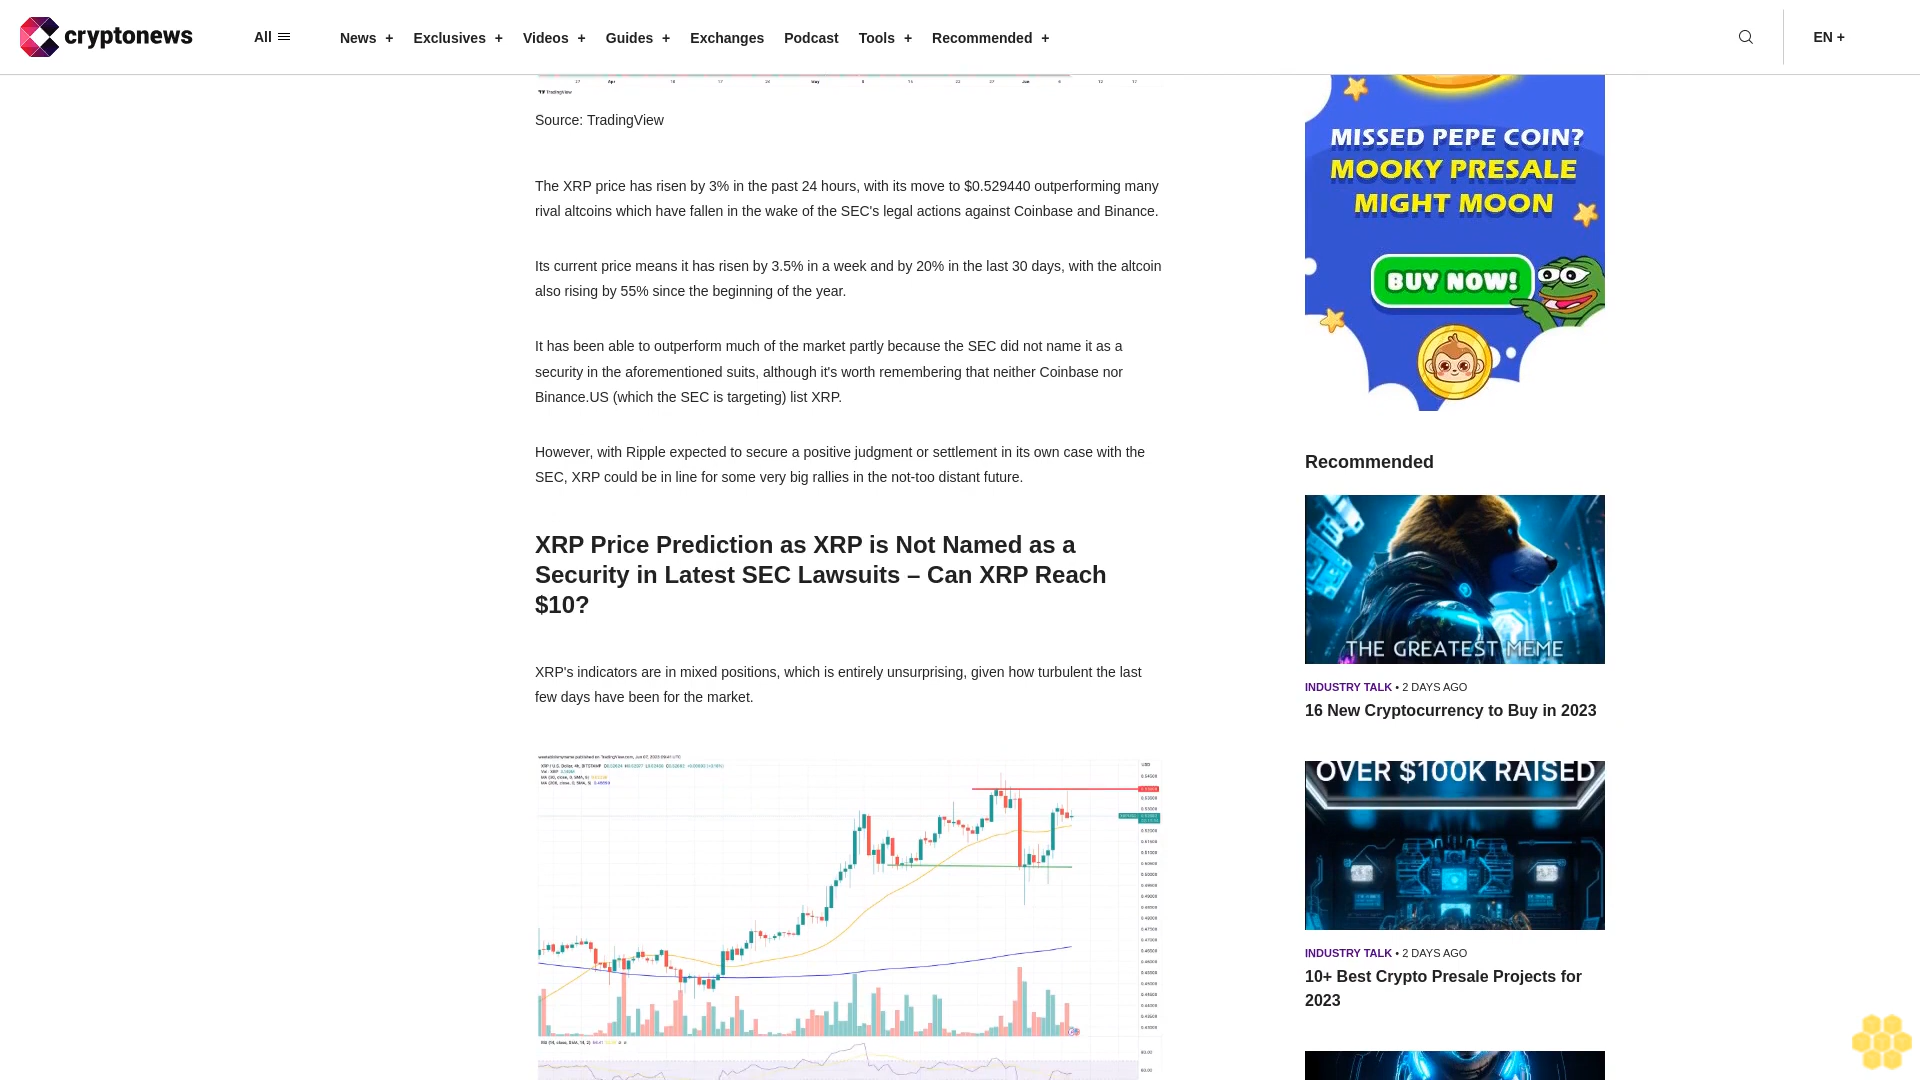 cryptonews
All
News +
Exclusives +
Videos +
Guides +
Exchanges
Podcast
Tools +
Recommended +
EN +
27 Apr May Jun 12 17
TradingView
Source: TradingView
The XRP price has risen by 3% in the past 24 hours, with its move to $0.529440 outperforming many
rival altcoins which have fallen in the wake of the SEC's legal actions against Coinbase and Binance.
Its current price means it has risen by 3.5% in a week and by 20% in the last 30 days, with the altcoin
also rising by 55% since the beginning of the year.
It has been able to outperform much of the market partly because the SEC did not name it as a
security in the aforementioned suits, although it's worth remembering that neither Coinbase nor
Binance.US (which the SEC is targeting) list XRP.
However, with Ripple expected to secure a positive judgment or settlement in its own case with the
SEC, XRP could be in line for some very big rallies in the not-too distant future.
XRP Price Prediction as XRP is Not Named as a
Security in Latest SEC Lawsuits – Can XRP Reach
$10?
XRP's indicators are in mixed positions, which is entirely unsurprising, given how turbulent the last
few days have been for the market.
USD
MISSED PEPE COIN?
MOOKY PRESALE
MIGHT MOON
BUY NOW!
Recommended
THE GREATEST MEME
INDUSTRY TALK • 2 DAYS AGO
16 New Cryptocurrency to Buy in 2023
OVER $100K RAISED
INDUSTRY TALK • 2 DAYS AGO
10+ Best Crypto Presale Projects for
2023